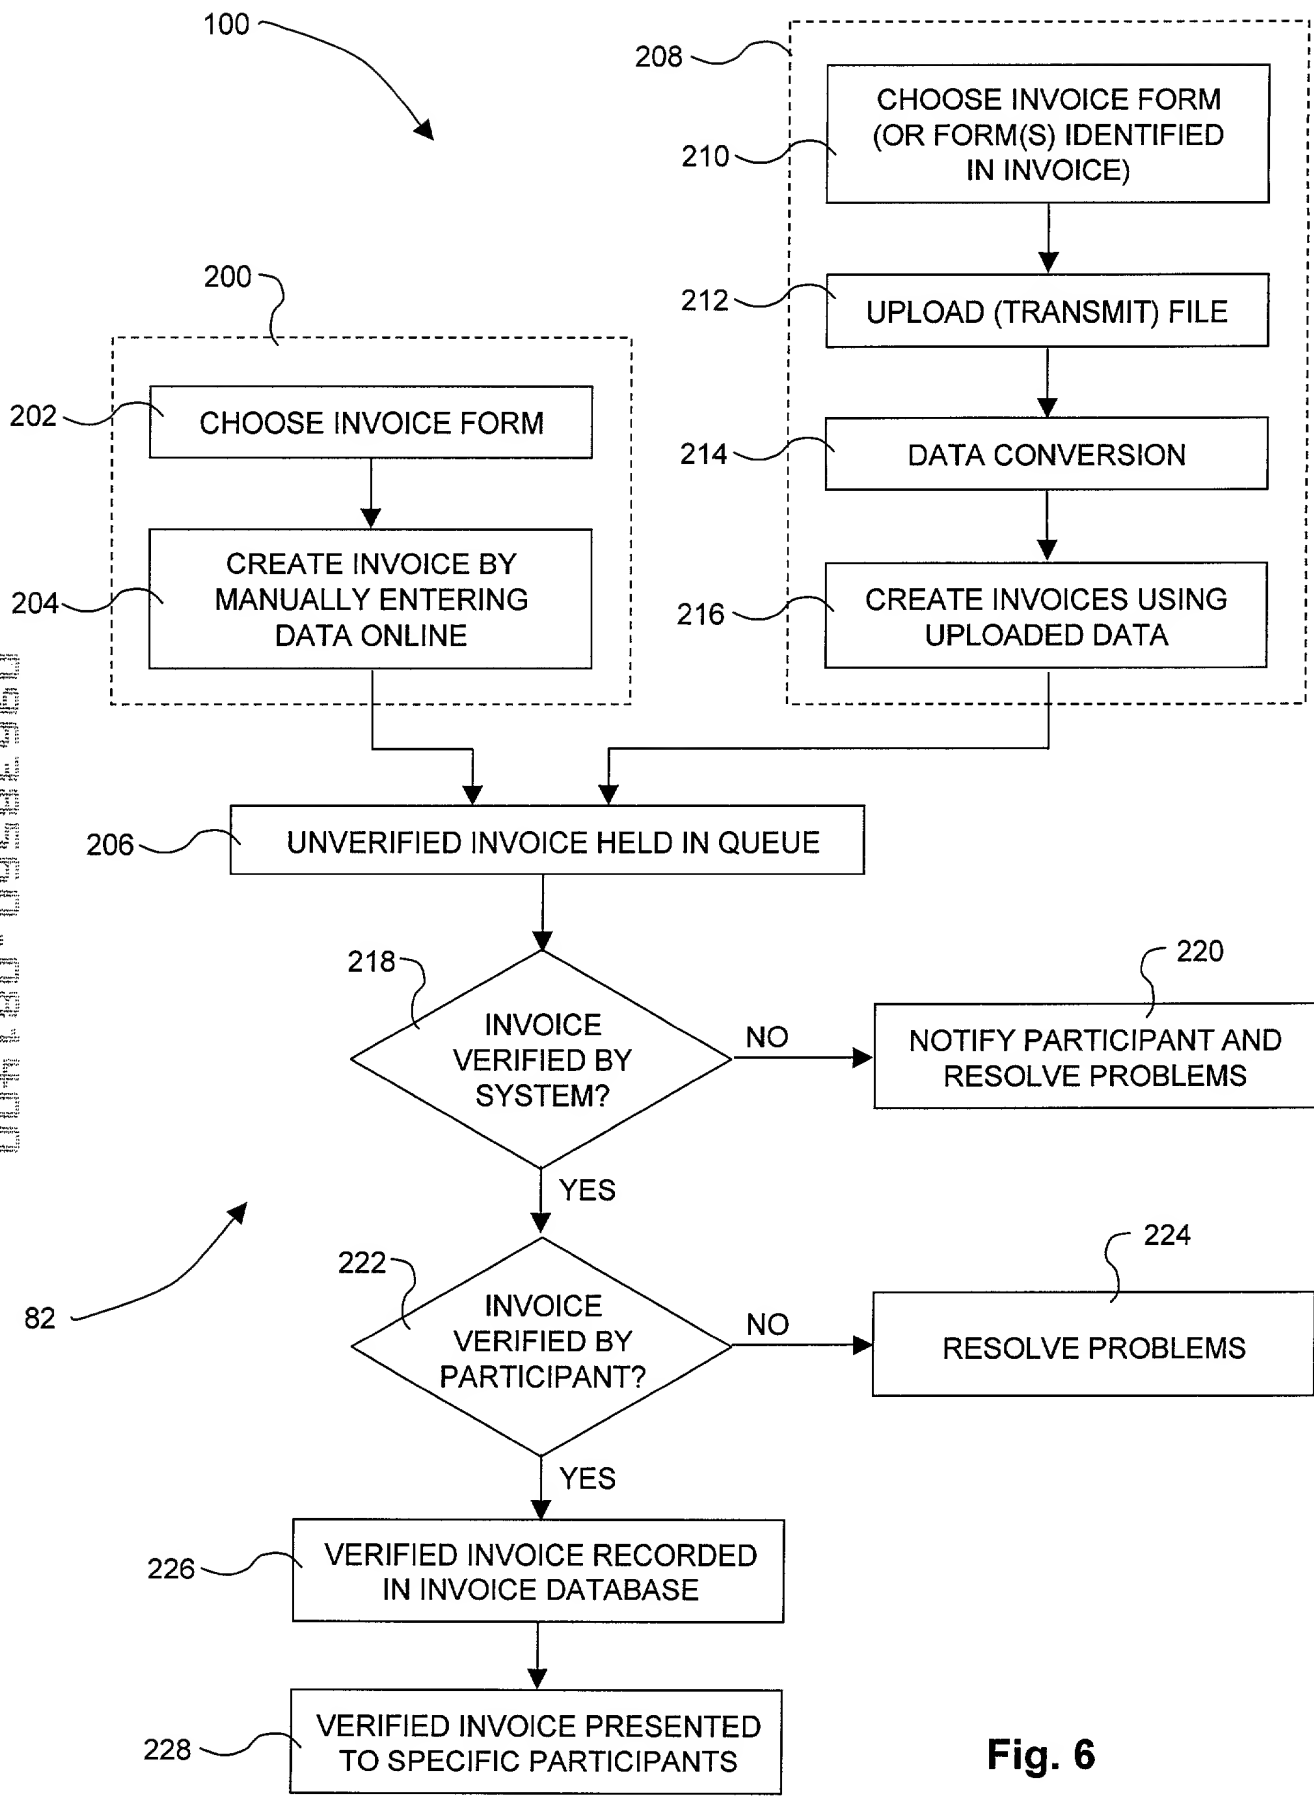 100
208
CHOOSE INVOICE FORM
(OR FORM(S) IDENTIFIED
IN INVOICE)
210
200
212
UPLOAD (TRANSMIT) FILE
202
CHOOSE INVOICE FORM
214
DATA CONVERSION
204
CREATE INVOICE BY
MANUALLY ENTERING
DATA ONLINE
216
CREATE INVOICES USING
UPLOADED DATA
206
UNVERIFIED INVOICE HELD IN QUEUE
218
INVOICE
VERIFIED BY
SYSTEM?
NO
220
NOTIFY PARTICIPANT AND
RESOLVE PROBLEMS
YES
82
222
INVOICE
VERIFIED BY
PARTICIPANT?
NO
224
RESOLVE PROBLEMS
YES
226
VERIFIED INVOICE RECORDED
IN INVOICE DATABASE
228
VERIFIED INVOICE PRESENTED
TO SPECIFIC PARTICIPANTS
Fig. 6